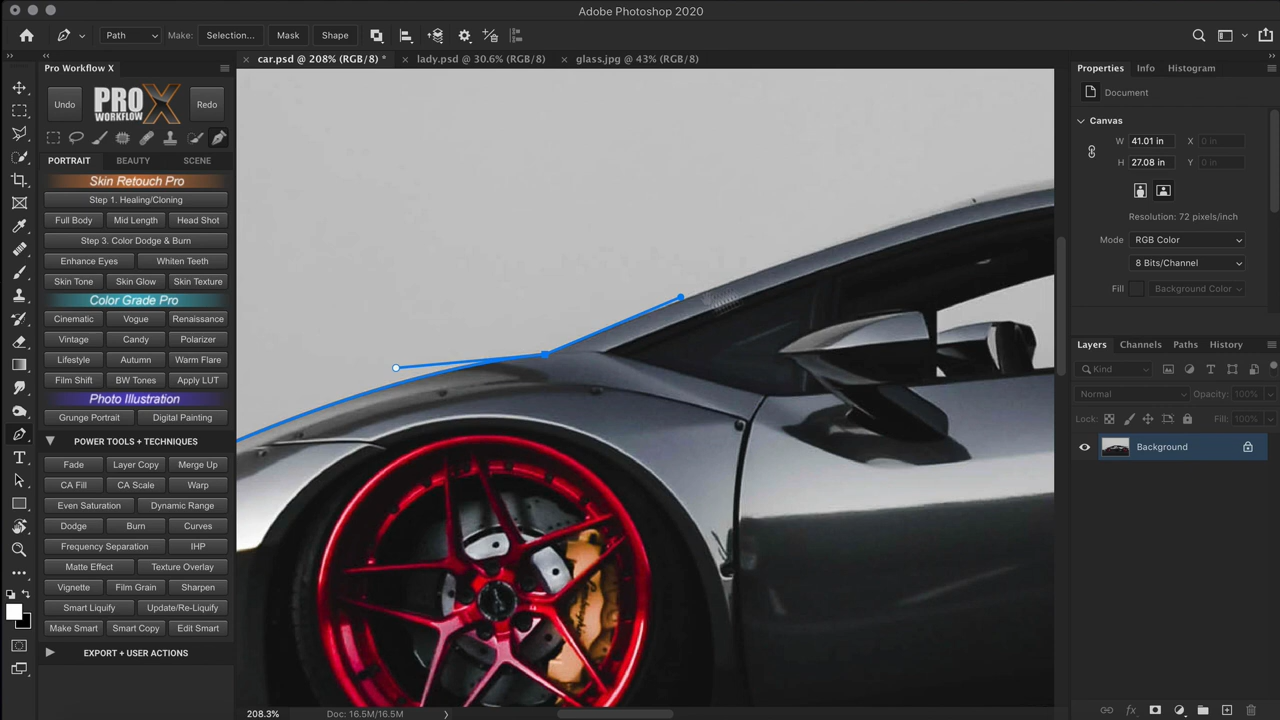 Adobe Photoshop 2020
Path Make: Selection... Mask Shape
car.psd @ 208% (RGB/8) * lady.psd @ 30.6% (RGB/8) glass.jpg @ 43% (RGB/8)
Pro Workflow X
Undo PRO WORKFLOW X Redo
PORTRAIT BEAUTY SCENE
Skin Retouch Pro
Step 1. Healing/Cloning
Full Body Mid Length Head Shot
Step 3. Color Dodge & Burn
Enhance Eyes Whiten Teeth
Skin Tone Skin Glow Skin Texture
Color Grade Pro
Cinematic Vogue Renaissance
Vintage Candy Polarizer
Lifestyle Autumn Warm Flare
Film Shift BW Tones Apply LUT
Photo Illustration
Grunge Portrait Digital Painting
POWER TOOLS + TECHNIQUES
Fade Layer Copy Merge Up
CA Fill CA Scale Warp
Even Saturation Dynamic Range
Dodge Burn Curves
Frequency Separation IHP
Matte Effect Texture Overlay
Vignette Film Grain Sharpen
Smart Liquify Update/Re-Liquify
Make Smart Smart Copy Edit Smart
EXPORT + USER ACTIONS
208.3% Doc: 16.5M/16.5M
Properties Info Histogram
Document
Canvas
W 41.01 in X 0 in
H 27.08 in Y 0 in
Resolution: 72 pixels/inch
Mode RGB Color
8 Bits/Channel
Fill Background Color
Layers Channels Paths History
Kind
Normal Opacity: 100%
Lock: Fill: 100%
Background